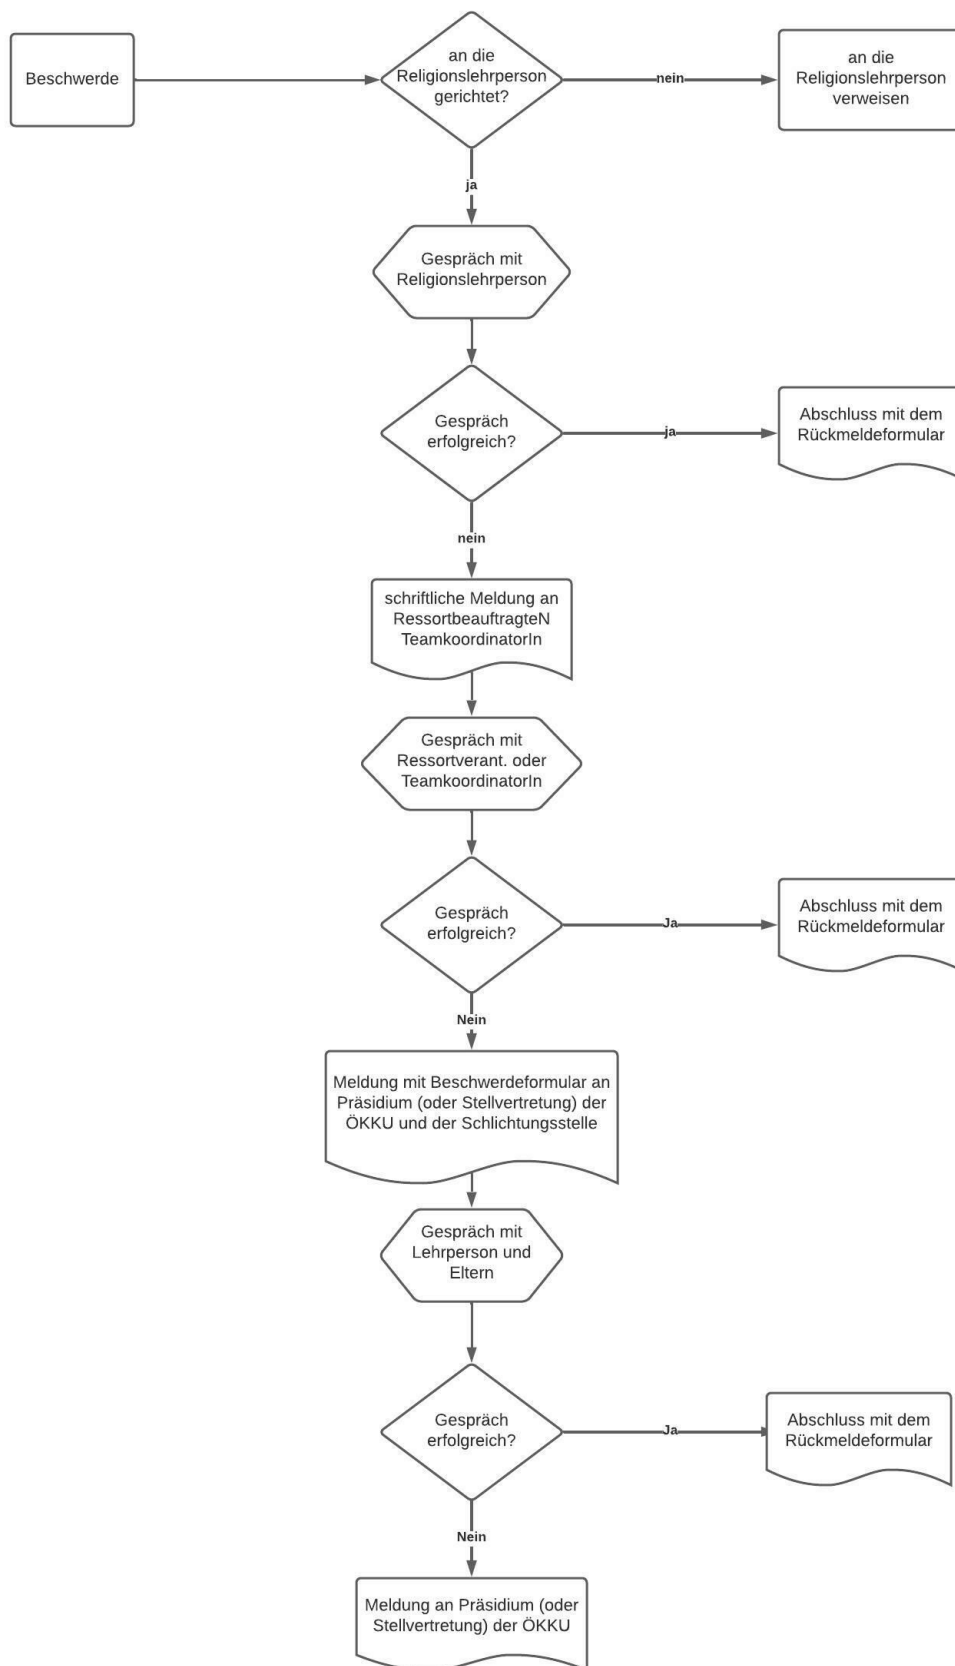 Beschwerde
an die
Religionslehrperson
gerichtet?
nein
an die
Religionslehrperson
verweisen
ja
Gespräch mit
Religionslehrperson
Gespräch
erfolgreich?
ja
Abschluss mit dem
Rückmeldeformular
nein
schriftliche Meldung an
RessortbeauftragteN
TeamkoordinatorIn
Gespräch mit
Ressortverant. oder
TeamkoordinatorIn
Gespräch
erfolgreich?
Ja
Abschluss mit dem
Rückmeldeformular
Nein
Meldung mit Beschwerdeformular an
Präsidium (oder Stellvertretung) der
ÖKKU und der Schlichtungsstelle
Gespräch mit
Lehrperson und
Eltern
Gespräch
erfolgreich?
Ja
Abschluss mit dem
Rückmeldeformular
Nein
Meldung an Präsidium (oder
Stellvertretung) der ÖKKU